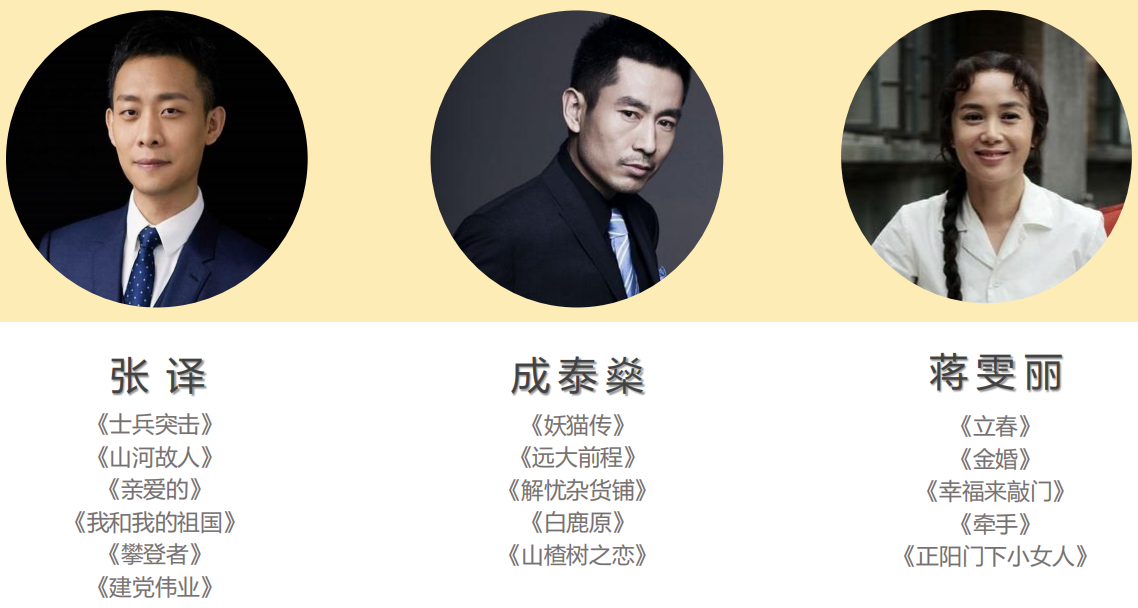 张译
《士兵突击》
《山河故人》
《亲爱的》
《我和我的祖国》
《攀登者》
《建党伟业》
成泰燊
《妖猫传》
《远大前程》
《解忧杂货铺》
《白鹿原》
《山楂树之恋》
蒋雯丽
《立春》
《金婚》
《幸福来敲门》
《牵手》
《正阳门下小女人》